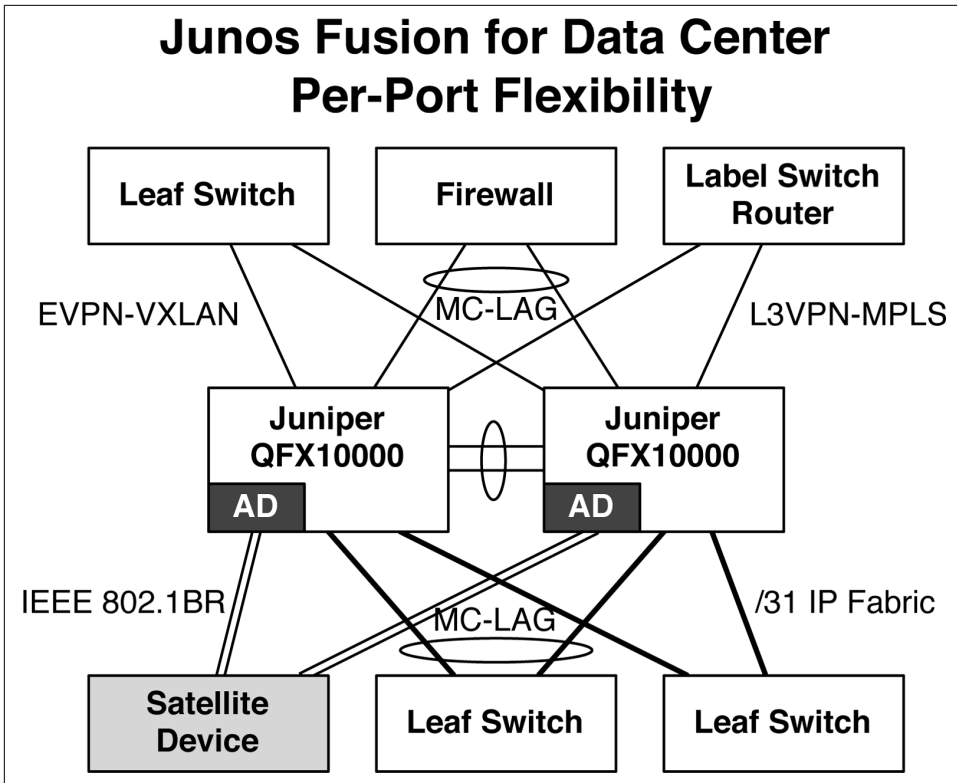 Junos Fusion for Data Center
Per-Port Flexibility
Leaf Switch
Firewall
Label Switch
Router
EVPN-VXLAN
MC-LAG
L3VPN-MPLS
Juniper
QFX10000
AD
Juniper
QFX10000
AD
IEEE 802.1BR
MC-LAG
/31 IP Fabric
Satellite
Device
Leaf Switch
Leaf Switch